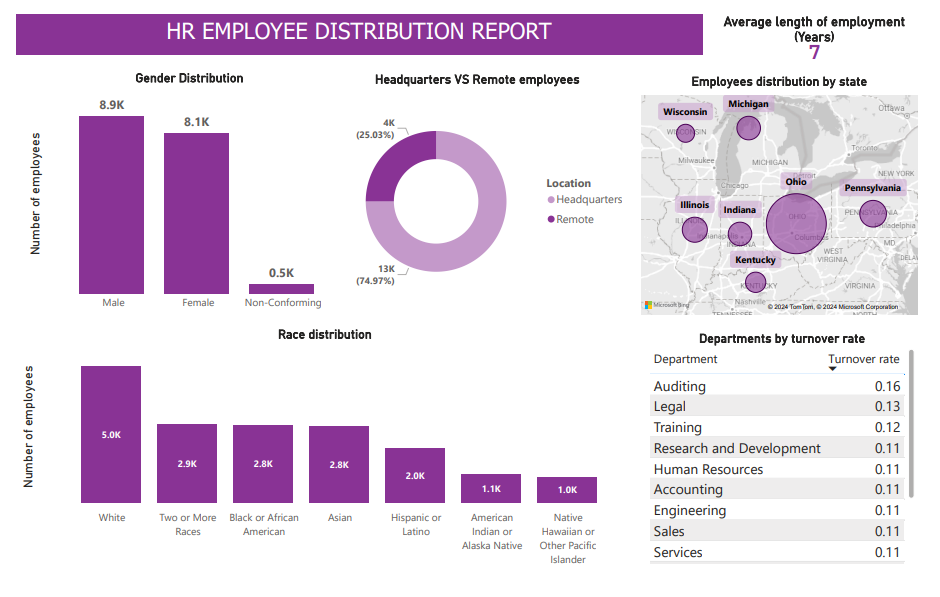 HR EMPLOYEE DISTRIBUTION REPORT
Average length of employment
(Years)
7
Gender Distribution
Number of employees
8.9K
8.1K
0.5K
Male
Female
Non-Conforming
Headquarters VS Remote employees
4K
(25.03%)
13K
(74.97%)
Location
Headquarters
Remote
Employees distribution by state
Wisconsin
Michigan
Ohio
Pennsylvania
Illinois
Indiana
Kentucky
Ottawa
Milwaukee
MICHIGAN
Toronto
Chicago
NEW YORK
OHIO
MD
WEST
VIRGINIA
VIRGINIA
Nashville
Microsoft Bing
© 2024 TomTom, © 2024 Microsoft Corporation
Race distribution
Number of employees
5.0K
2.9K
2.8K
2.8K
2.0K
1.1K
1.0K
White
Two or More
Races
Black or African
American
Asian
Hispanic or
Latino
American
Indian or
Alaska Native
Native
Hawaiian or
Other Pacific
Islander
Departments by turnover rate
Department Turnover rate
Auditing 0.16
Legal 0.13
Training 0.12
Research and Development 0.11
Human Resources 0.11
Accounting 0.11
Engineering 0.11
Sales 0.11
Services 0.11